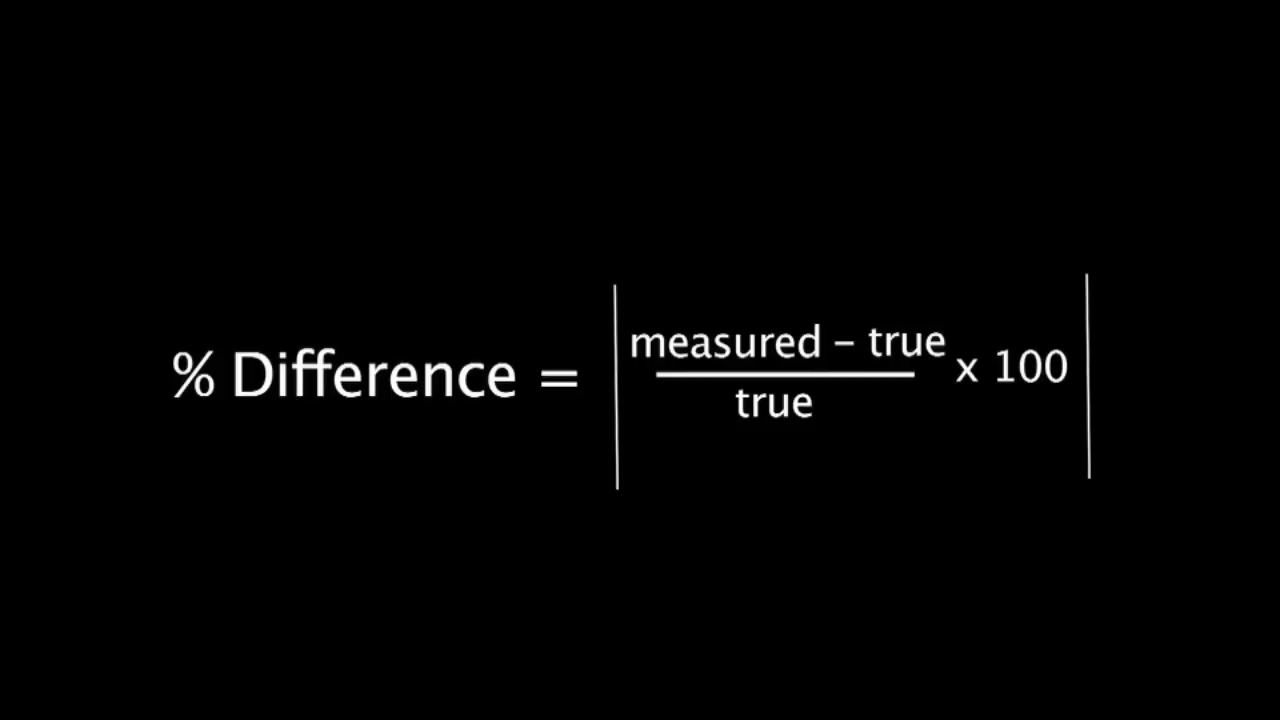 % Difference = | measured – true x 100 |
true